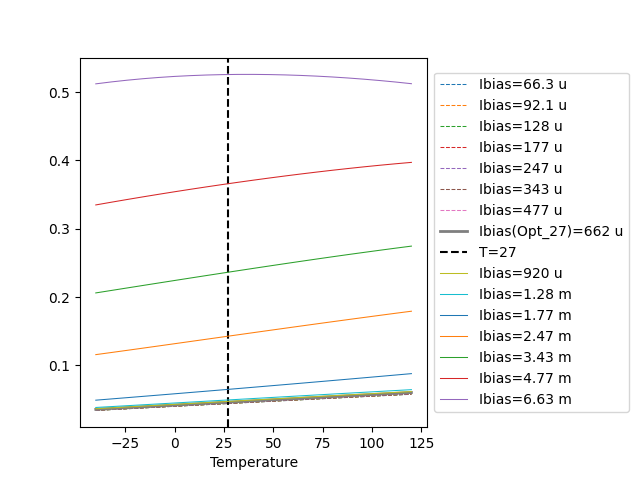 0.5
0.4
0.3
0.2
0.1
−25
0
25
50
75
100
125
Temperature
Ibias=66.3 u
Ibias=92.1 u
Ibias=128 u
Ibias=177 u
Ibias=247 u
Ibias=343 u
Ibias=477 u
Ibias(Opt_27)=662 u
T=27
Ibias=920 u
Ibias=1.28 m
Ibias=1.77 m
Ibias=2.47 m
Ibias=3.43 m
Ibias=4.77 m
Ibias=6.63 m